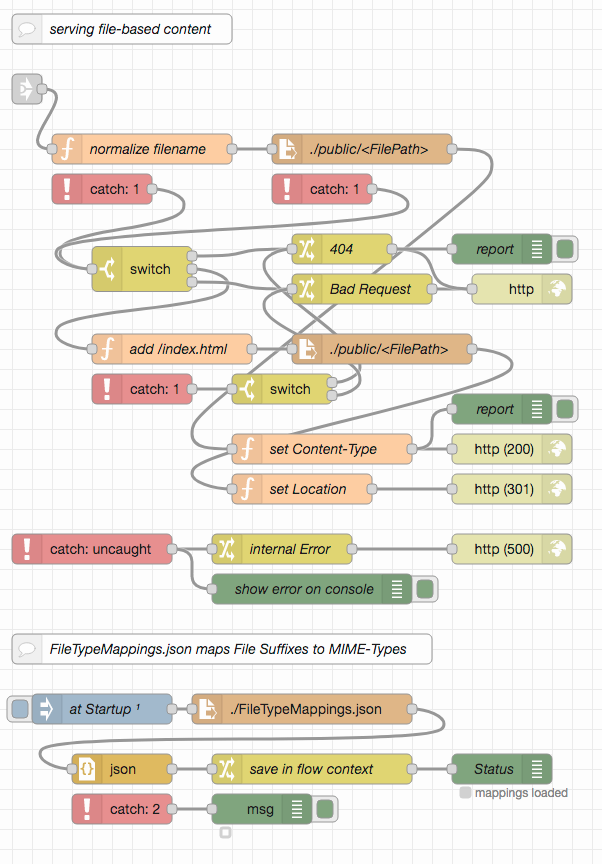 serving file-based content
normalize filename
./public/<FilePath>
catch: 1
catch: 1
switch
404
report
Bad Request
http
add /index.html
./public/<FilePath>
catch: 1
switch
report
set Content-Type
http (200)
set Location
http (301)
catch: uncaught
internal Error
http (500)
show error on console
FileTypeMappings.json maps File Suffixes to MIME-Types
at Startup ¹
./FileTypeMappings.json
json
save in flow context
Status
mappings loaded
catch: 2
msg